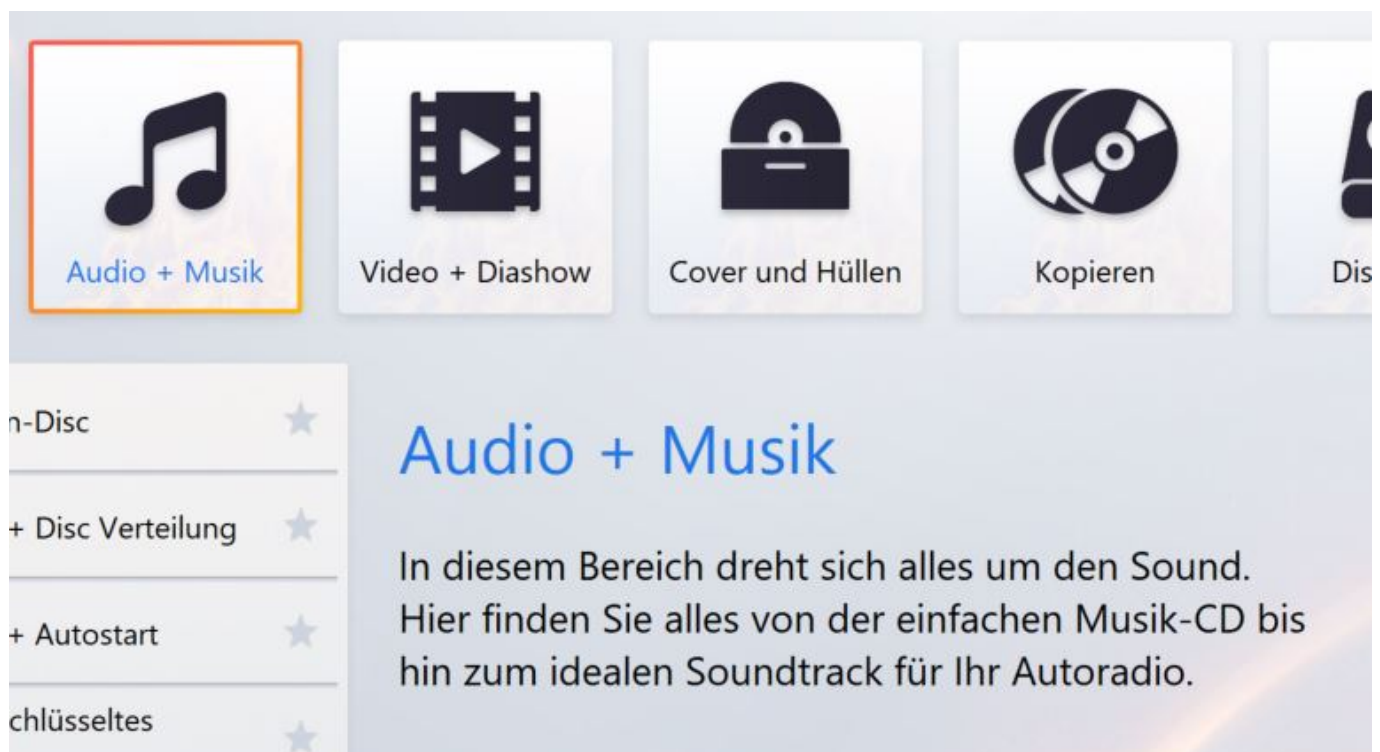 Audio + Musik
Video + Diashow
Cover und Hüllen
Kopieren
n-Disc
+ Disc Verteilung
+ Autostart
chlüsseltes
Audio + Musik
In diesem Bereich dreht sich alles um den Sound.
Hier finden Sie alles von der einfachen Musik-CD bis
hin zum idealen Soundtrack für Ihr Autoradio.